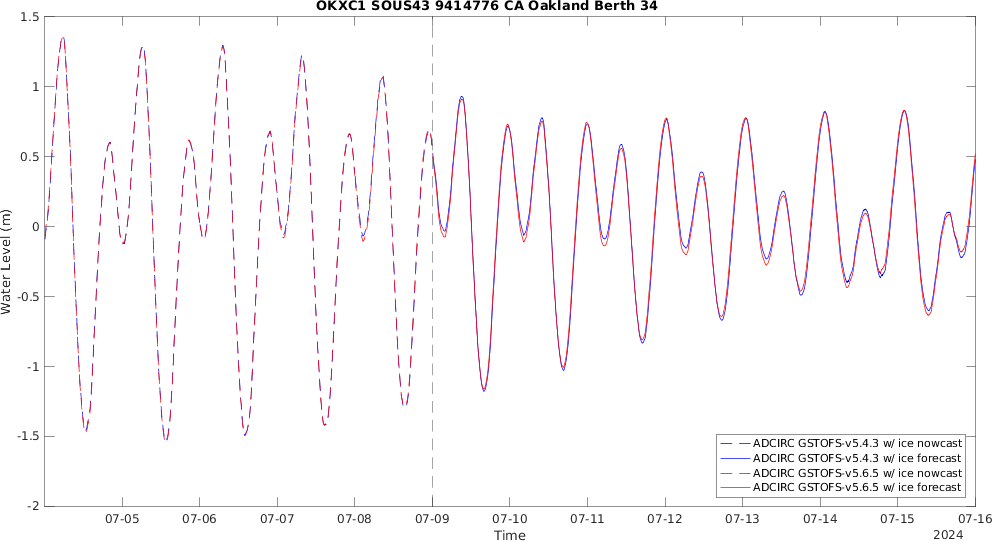 OKXC1 SOUS43 9414776 CA Oakland Berth 34
1.5
1
0.5
0
-0.5
-1
-1.5
-2
Water Level (m)
07-05 07-06 07-07 07-08 07-09 07-10 07-11 07-12 07-13 07-14 07-15 07-16
Time
2024
ADCIRC GSTOFS-v5.4.3 w/ ice nowcast
ADCIRC GSTOFS-v5.4.3 w/ ice forecast
ADCIRC GSTOFS-v5.6.5 w/ ice nowcast
ADCIRC GSTOFS-v5.6.5 w/ ice forecast